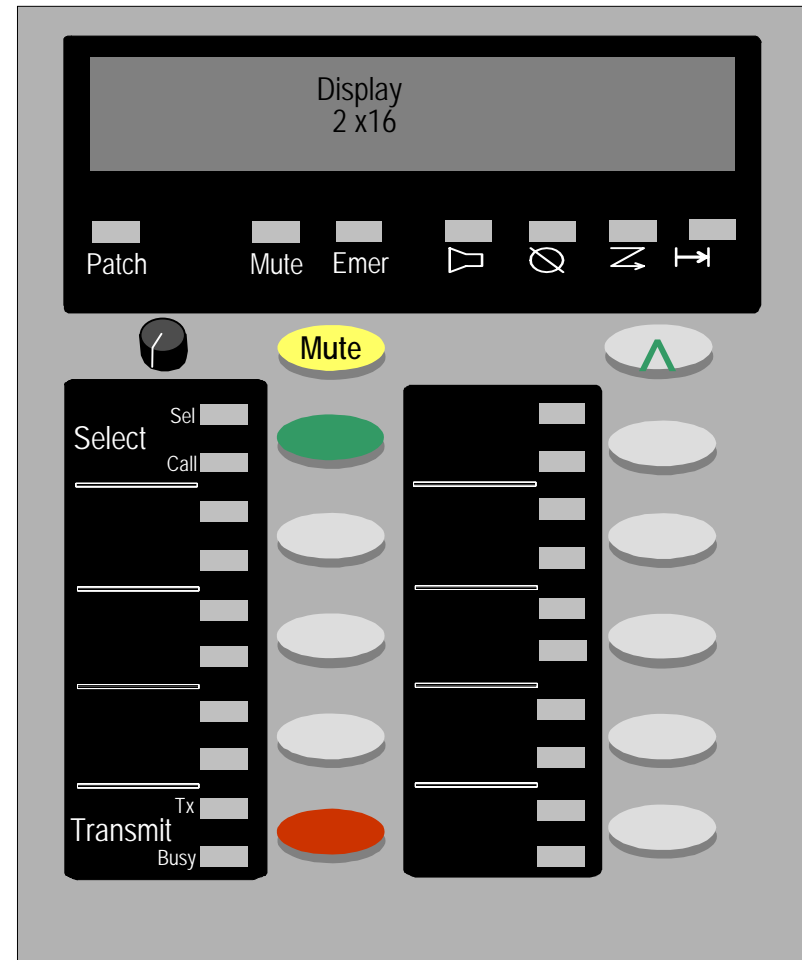 Display
2 x16
Patch Mute Emer
Mute
Sel
Select
Call
Tx
Transmit
Busy